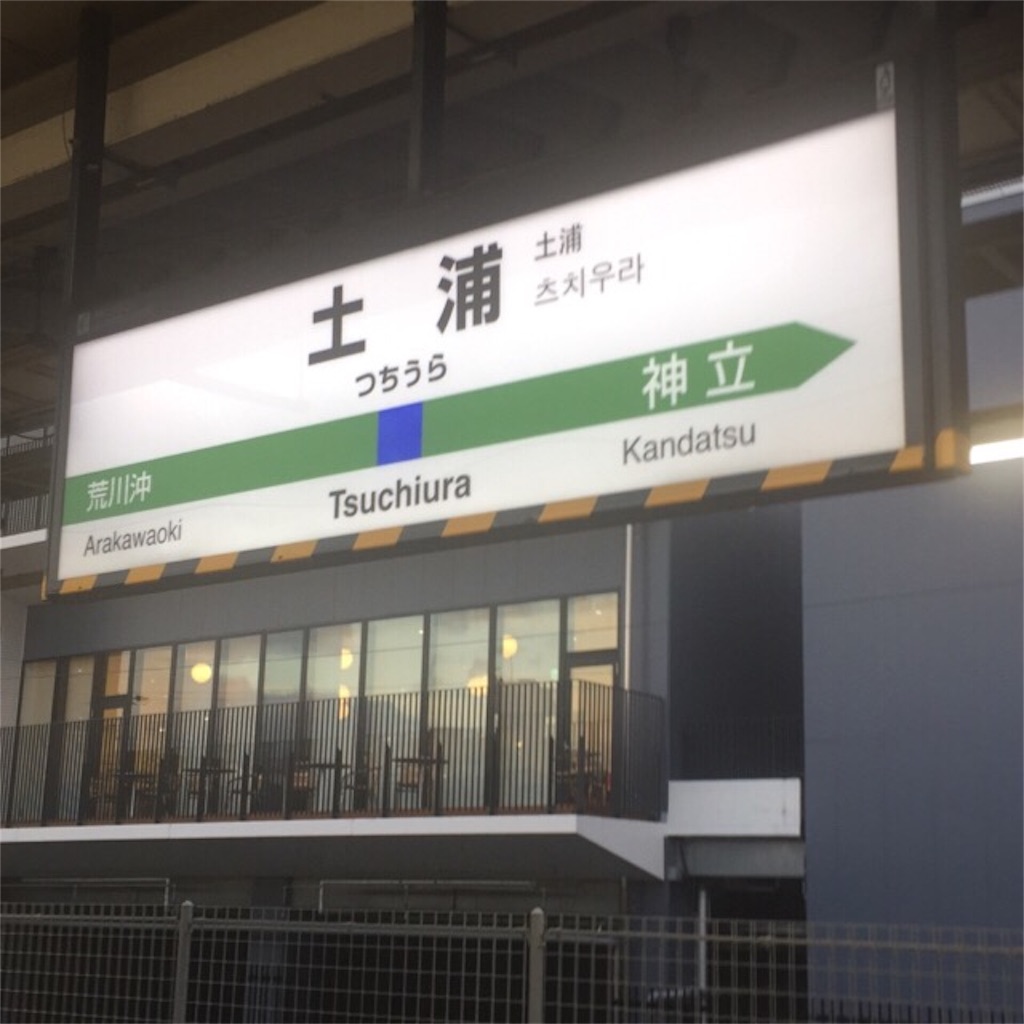 土浦
土浦
츠치우라
つちうら
荒川沖
神立
Arakawaoki
Tsuchiura
Kandatsu